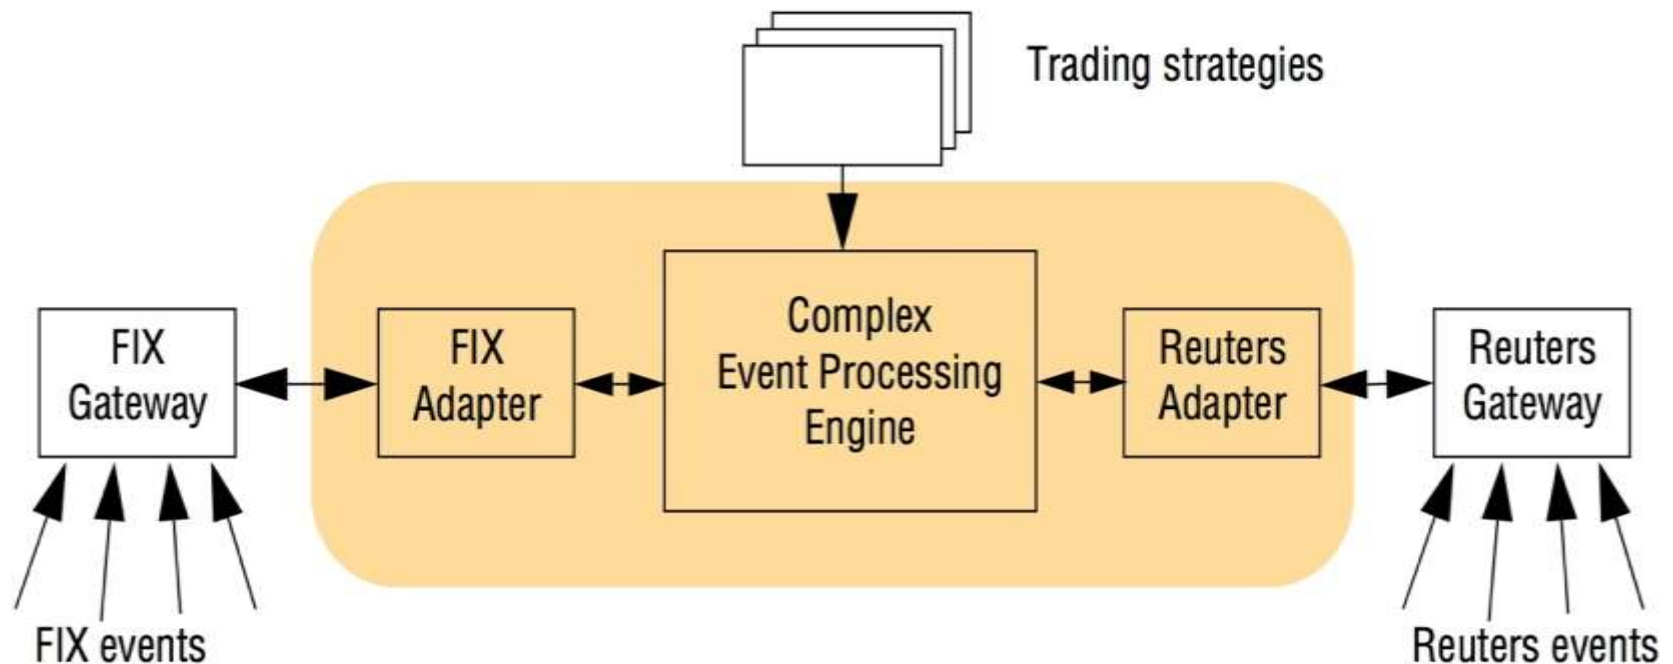 Trading strategies
FIX
Gateway
FIX
Adapter
Complex
Event Processing
Engine
Reuters
Adapter
Reuters
Gateway
FIX events
Reuters events